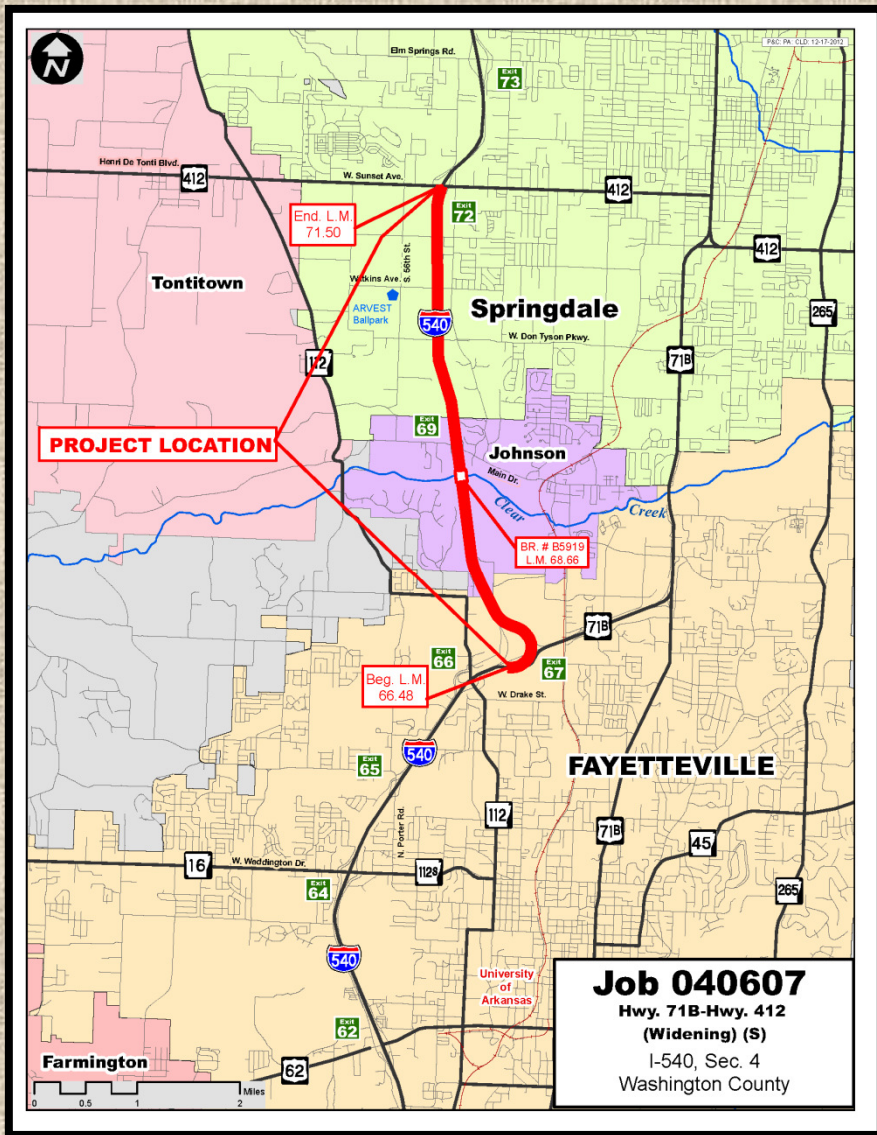 N
P&C: PA CLD: 12-17-2012
Elm Springs Rd.
Exit
73
Henri De Tonti Blvd.
412
W. Sunset Ave.
412
End. L.M.
71.50
Exit
72
412
Tontitown
S. 56th St.
Watkins Ave.
ARVEST
Ballpark
Springdale
540
265
W. Don Tyson Pkwy.
71B
112
Exit
69
PROJECT LOCATION
Johnson
Main Dr.
Clear
Creek
BR. # B5919
L.M. 68.66
71B
Exit
66
Exit
67
Beg. L.M.
66.48
W. Drake St.
540
Exit
65
FAYETTEVILLE
N. Porter Rd.
112
71B
45
16
W. Weddington Dr.
112S
265
Exit
64
540
University
of
Arkansas
Exit
62
Farmington
62
Miles
0
0.5
1
2
Job 040607
Hwy. 71B-Hwy. 412
(Widening) (S)
I-540, Sec. 4
Washington County